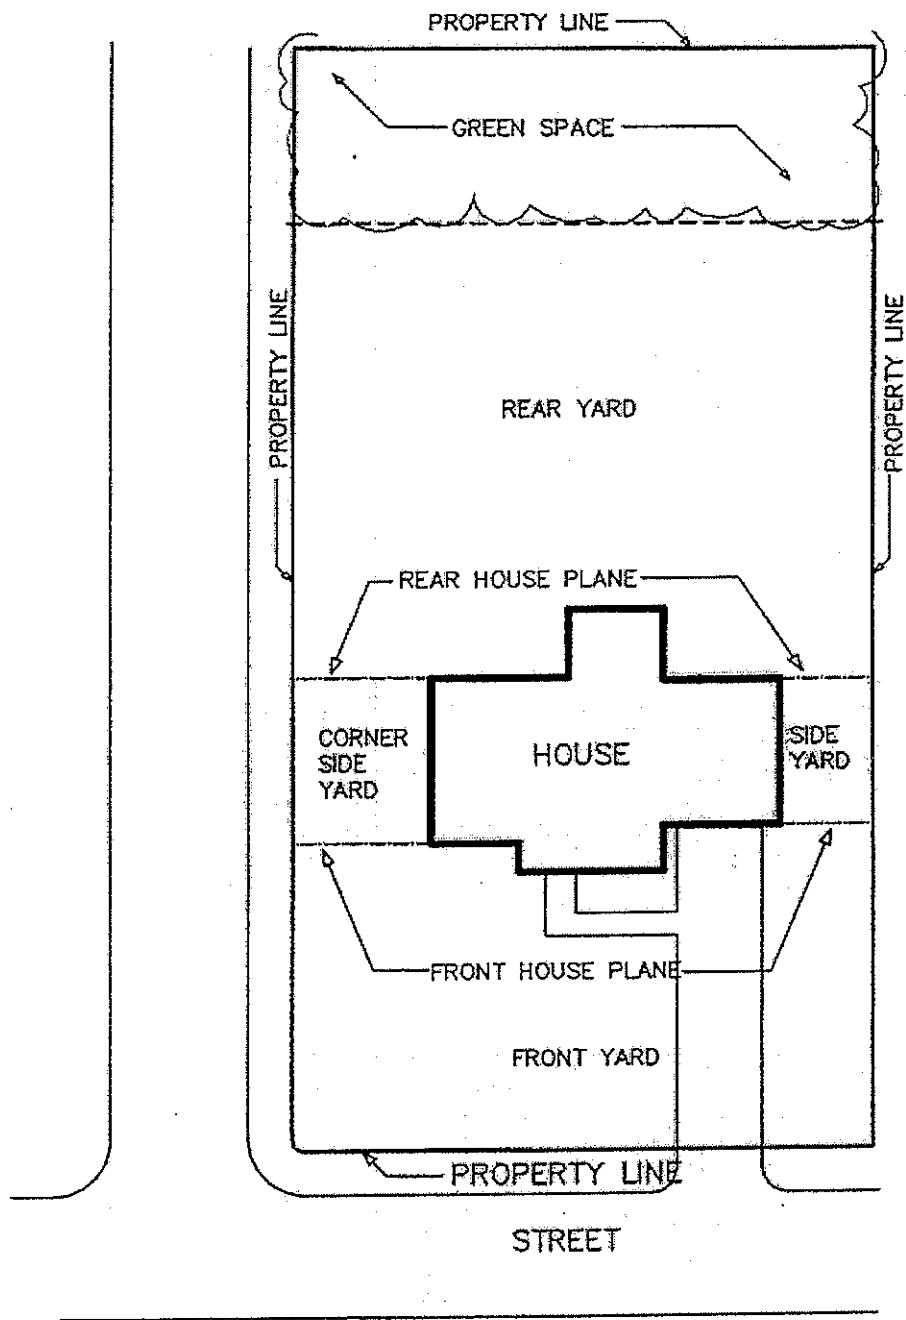 PROPERTY LINE
GREEN SPACE
PROPERTY LINE
PROPERTY LINE
REAR YARD
REAR HOUSE PLANE
CORNER
SIDE
YARD
HOUSE
SIDE
YARD
FRONT HOUSE PLANE
FRONT YARD
PROPERTY LINE
STREET